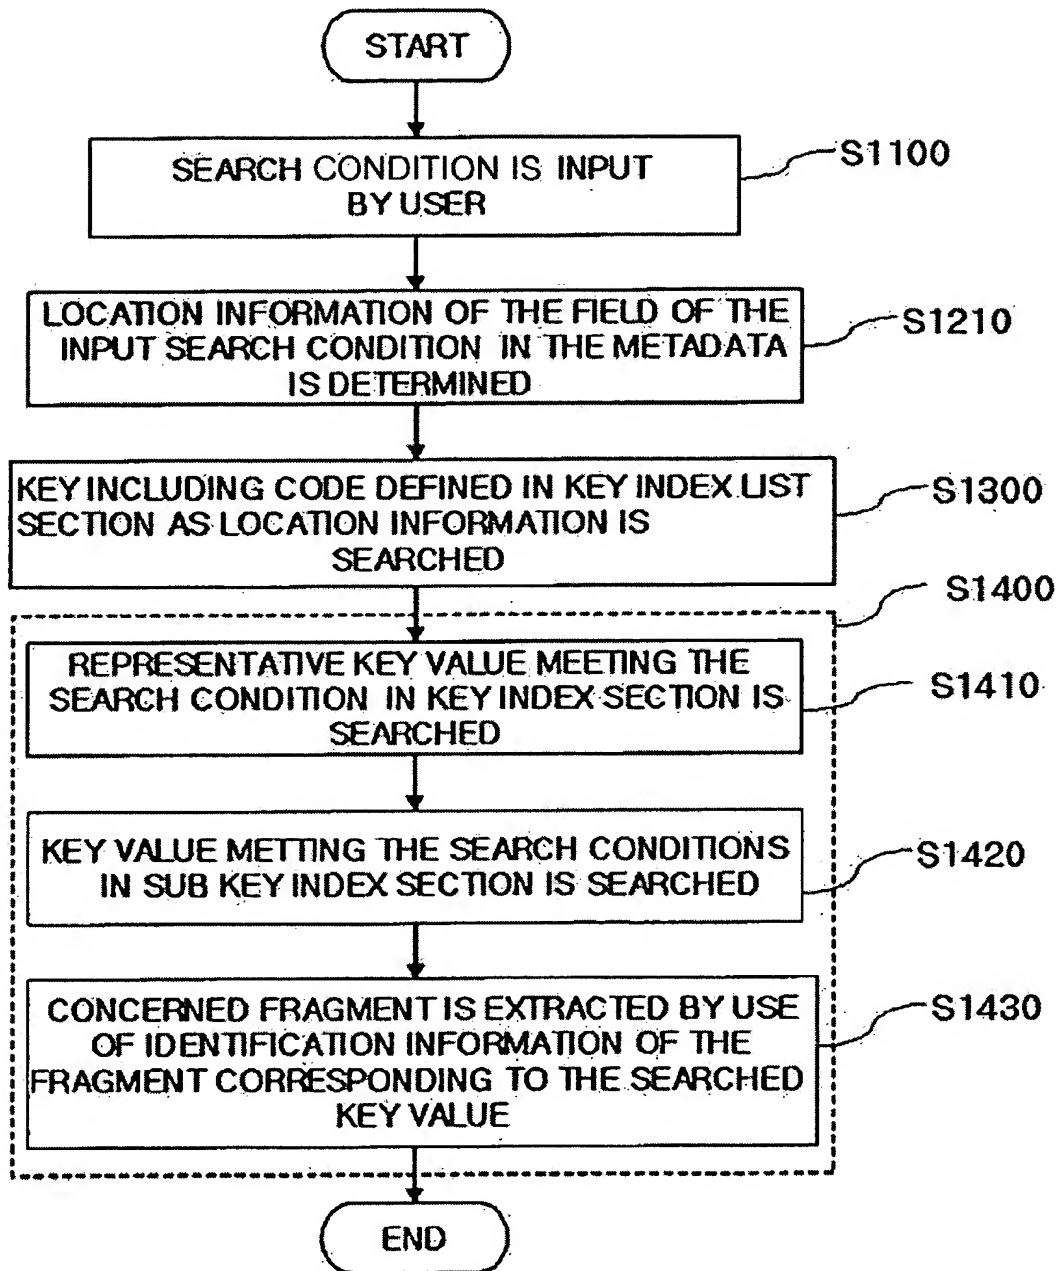 START
SEARCH CONDITION IS INPUT
BY USER
S1100
LOCATION INFORMATION OF THE FIELD OF THE
INPUT SEARCH CONDITION IN THE METADATA
IS DETERMINED
S1210
KEY INCLUDING CODE DEFINED IN KEY INDEX LIST
SECTION AS LOCATION INFORMATION IS
SEARCHED
S1300
S1400
REPRESENTATIVE KEY VALUE MEETING THE
SEARCH CONDITION IN KEY INDEX SECTION IS
SEARCHED
S1410
KEY VALUE METTING THE SEARCH CONDITIONS
IN SUB KEY INDEX SECTION IS SEARCHED
S1420
CONCERNED FRAGMENT IS EXTRACTED BY USE
OF IDENTIFICATION INFORMATION OF THE
FRAGMENT CORRESPONDING TO THE SEARCHED
KEY VALUE
S1430
END